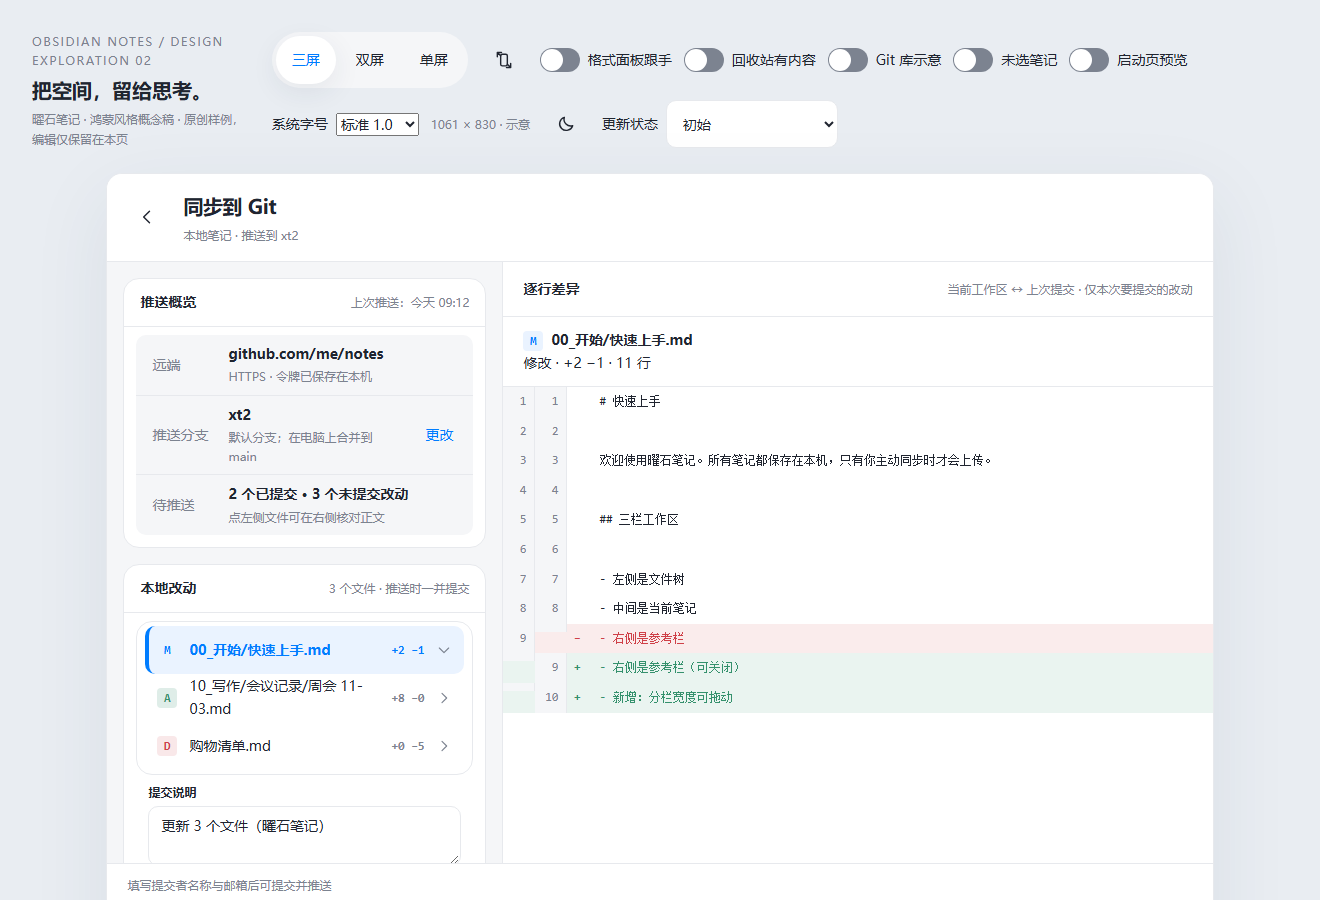 OBSIDIAN NOTES / DESIGN
EXPLORATION 02
把空间，留给思考。
曜石笔记 · 鸿蒙风格概念稿 · 原创样例，
编辑仅保留在本页
三屏 双屏 单屏
格式面板跟手 回收站有内容 Git 库示意 未选笔记 启动页预览
系统字号 标准 1.0 1061 × 830 · 示意 更新状态 初始
同步到 Git
本地笔记 · 推送到 xt2
推送概览 上次推送：今天 09:12
远端 github.com/me/notes
HTTPS · 令牌已保存在本机
推送分支 xt2
默认分支：在电脑上合并到
main
更改
待推送 2 个已提交 • 3 个未提交改动
点左侧文件可在右侧核对正文
本地改动 3 个文件 · 推送时一并提交
M 00_开始/快速上手.md +2 −1
A 10_写作/会议记录/周会 11-
03.md +8 −0
D 购物清单.md +0 −5
提交说明
更新 3 个文件（曜石笔记）
填写提交者名称与邮箱后可提交并推送
逐行差异 当前工作区 ↔ 上次提交 · 仅本次要提交的改动
M 00_开始/快速上手.md
修改 · +2 −1 · 11 行
1 1 # 快速上手
2 2
3 3 欢迎使用曜石笔记。所有笔记都保存在本机，只有你主动同步时才会上传。
4 4
5 5 ## 三栏工作区
6 6
7 7 - 左侧是文件树
8 8 - 中间是当前笔记
9 − - 右侧是参考栏
9 + - 右侧是参考栏（可关闭）
10 + - 新增：分栏宽度可拖动